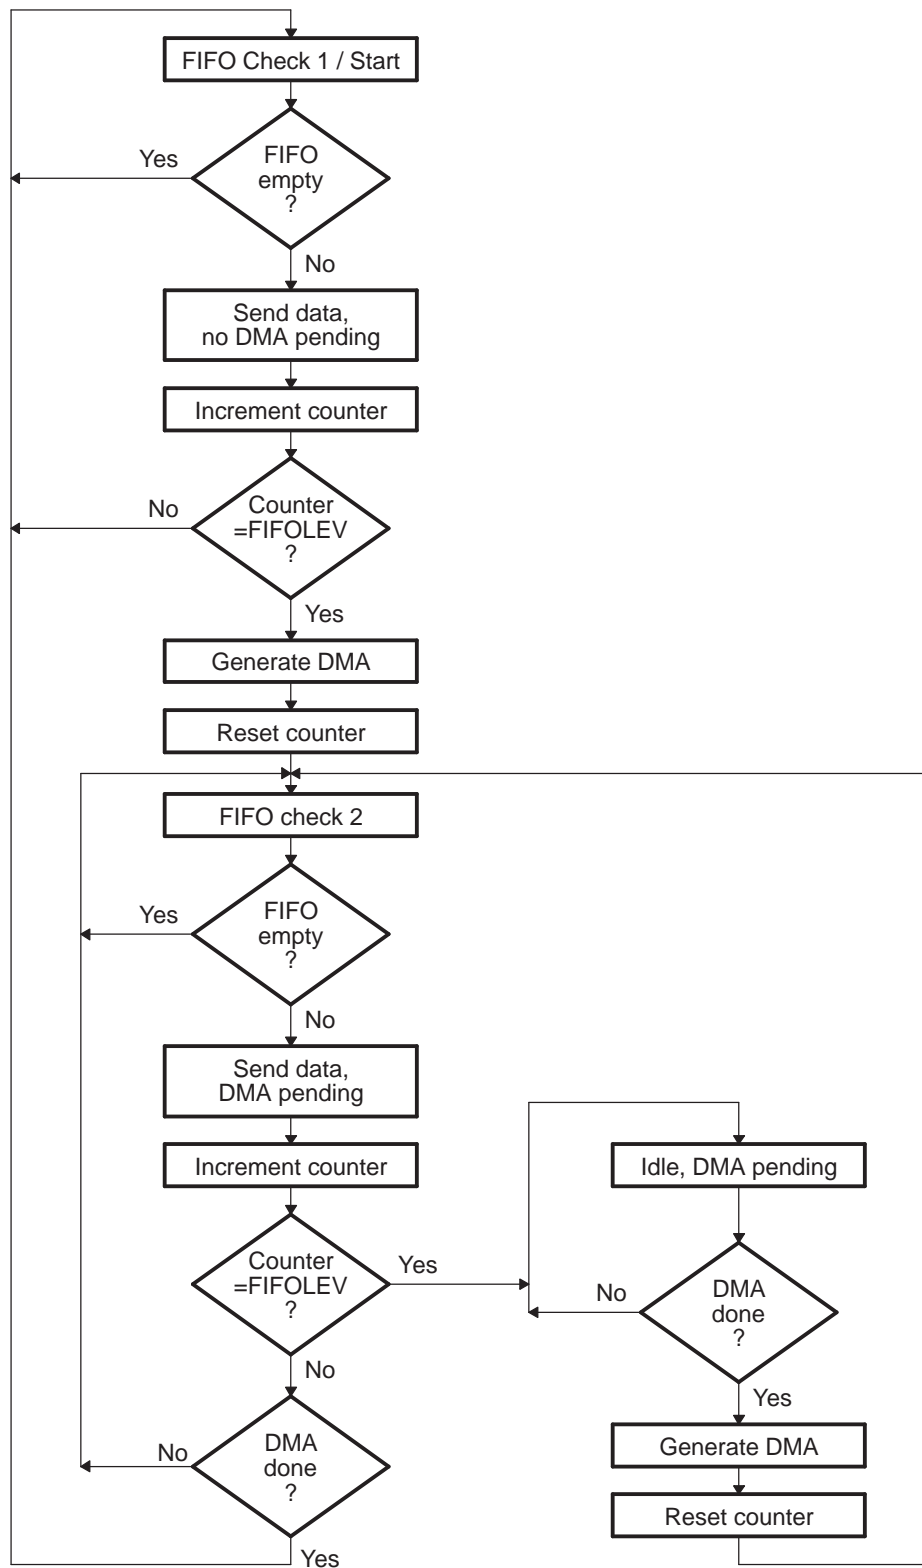 FIFO Check 1 / Start
Yes
FIFO
empty
?
No
Send data,
no DMA pending
Increment counter
No
Counter
=FIFOLEV
?
Yes
Generate DMA
Reset counter
FIFO check 2
Yes
FIFO
empty
?
No
Send data,
DMA pending
Increment counter
Counter
=FIFOLEV
?
Yes
No
No
DMA
done
?
Yes
Idle, DMA pending
No
DMA
done
?
Yes
Generate DMA
Reset counter